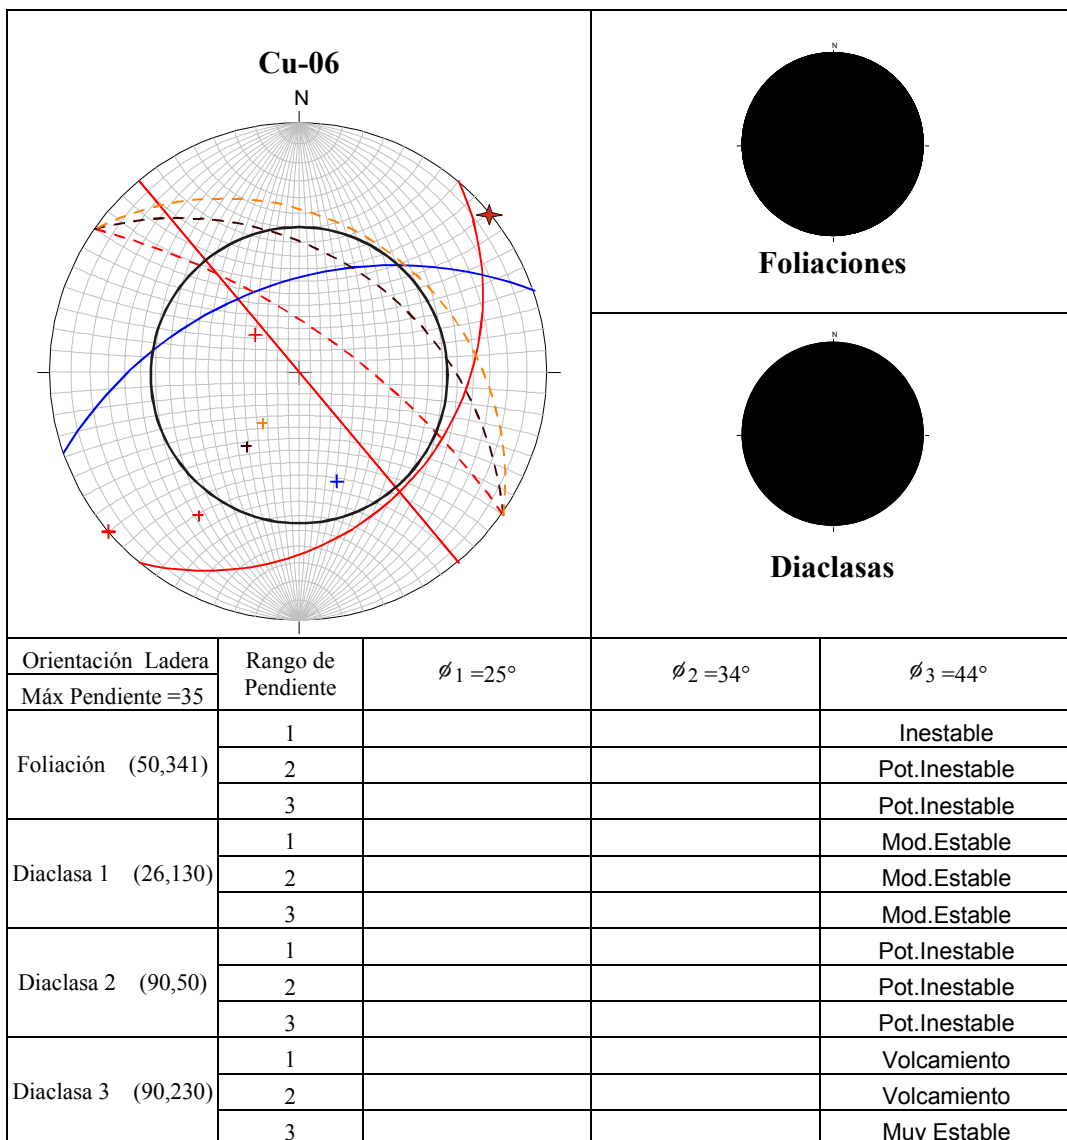 Cu-06
N
N
Foliaciones
N
Diaclasas
Orientación Ladera
Máx Pendiente =35
Rango de
Pendiente
ϕ1 =25°
ϕ2 =34°
ϕ3 =44°
Foliación (50,341)
1 Inestable
2 Pot.Inestable
3 Pot.Inestable
Diaclasa 1 (26,130)
1 Mod.Estable
2 Mod.Estable
3 Mod.Estable
Diaclasa 2 (90,50)
1 Pot.Inestable
2 Pot.Inestable
3 Pot.Inestable
Diaclasa 3 (90,230)
1 Volcamiento
2 Volcamiento
3 Muy Estable